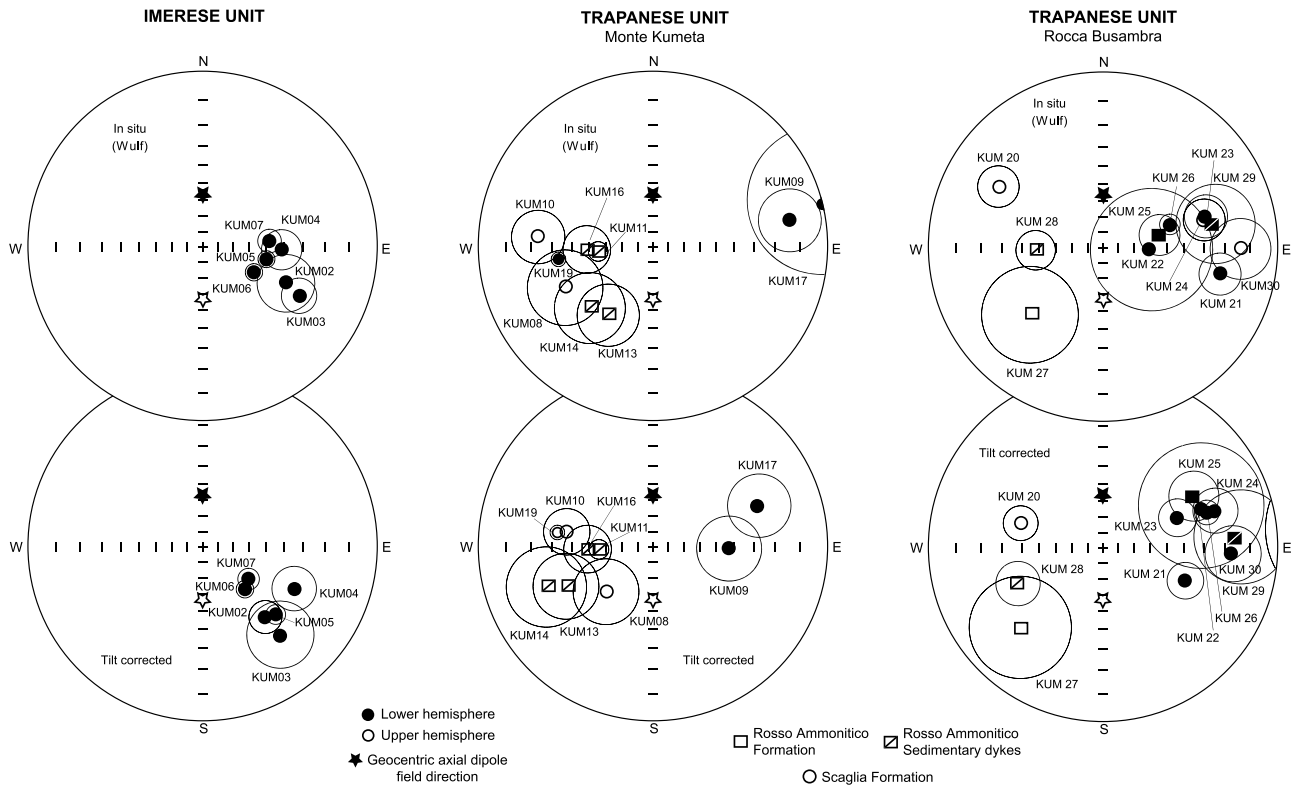 IMERESE UNIT
N
In situ
(Wulf)
KUM07
KUM04
W
E
KUM05
KUM02
KUM06
KUM03
W
E
KUM07
KUM06
KUM04
KUM02
KUM05
KUM03
Tilt corrected
S
TRAPANESE UNIT
Monte Kumeta
N
In situ
(Wulf)
KUM09
KUM16
KUM10
KUM11
W
E
KUM19
KUM17
KUM08
KUM14
KUM13
KUM17
KUM10
KUM16
KUM19
KUM11
W
E
KUM09
KUM14
KUM13
KUM08
Tilt corrected
S
TRAPANESE UNIT
Rocca Busambra
N
In situ
(Wulf)
KUM 20
KUM 23
KUM 26
KUM 29
KUM 25
KUM 28
W
E
KUM 22
KUM 24
KUM30
KUM 21
KUM 27
Tilt corrected
KUM 25
KUM 20
KUM 24
KUM 23
W
E
KUM 28
KUM 21
KUM 30
KUM 29
KUM 26
KUM 22
KUM 27
S
Lower hemisphere
Upper hemisphere
Geocentric axial dipole
field direction
Rosso Ammonitico
Formation
Rosso Ammonitico
Sedimentary dykes
Scaglia Formation